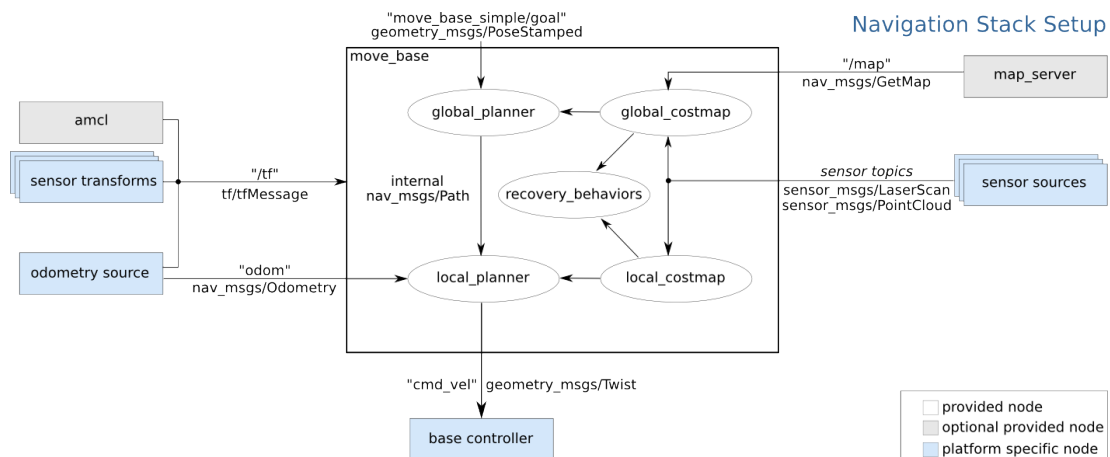 Navigation Stack Setup
"move_base_simple/goal"
geometry_msgs/PoseStamped
move_base
"/map"
nav_msgs/GetMap
map_server
amcl
global_planner
global_costmap
sensor transforms
"/tf"
tf/tfMessage
internal
nav_msgs/Path
recovery_behaviors
sensor topics
sensor_msgs/LaserScan
sensor_msgs/PointCloud
sensor sources
odometry source
"odom"
nav_msgs/Odometry
local_planner
local_costmap
"cmd_vel" geometry_msgs/Twist
base controller
provided node
optional provided node
platform specific node